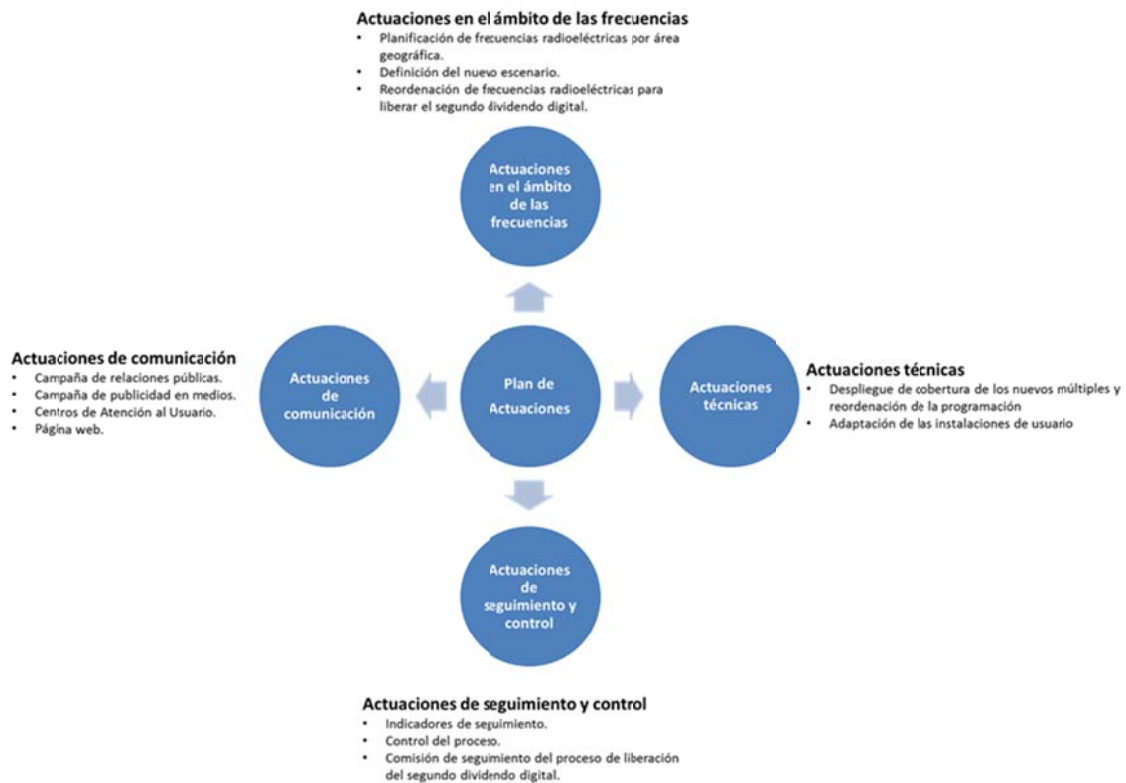 Actuaciones en el ámbito de las frecuencias
• Planificación de frecuencias radioeléctricas por área
geográfica.
• Definición del nuevo escenario.
• Reordenación de frecuencias radioeléctricas para
liberar el segundo dividendo digital.
Actuaciones
en el ámbito
de las
frecuencias
Actuaciones de comunicación
• Campaña de relaciones públicas.
• Campaña de publicidad en medios.
• Centros de Atención al Usuario.
• Página web.
Actuaciones
de
comunicación
Plan de
Actuaciones
Actuaciones
técnicas
Actuaciones técnicas
• Despliegue de cobertura de los nuevos múltiples y
reordenación de la programación
• Adaptación de las instalaciones de usuario
Actuaciones
de
seguimiento y
control
Actuaciones de seguimiento y control
• Indicadores de seguimiento.
• Control del proceso.
• Comisión de seguimiento del proceso de liberación
del segundo dividendo digital.